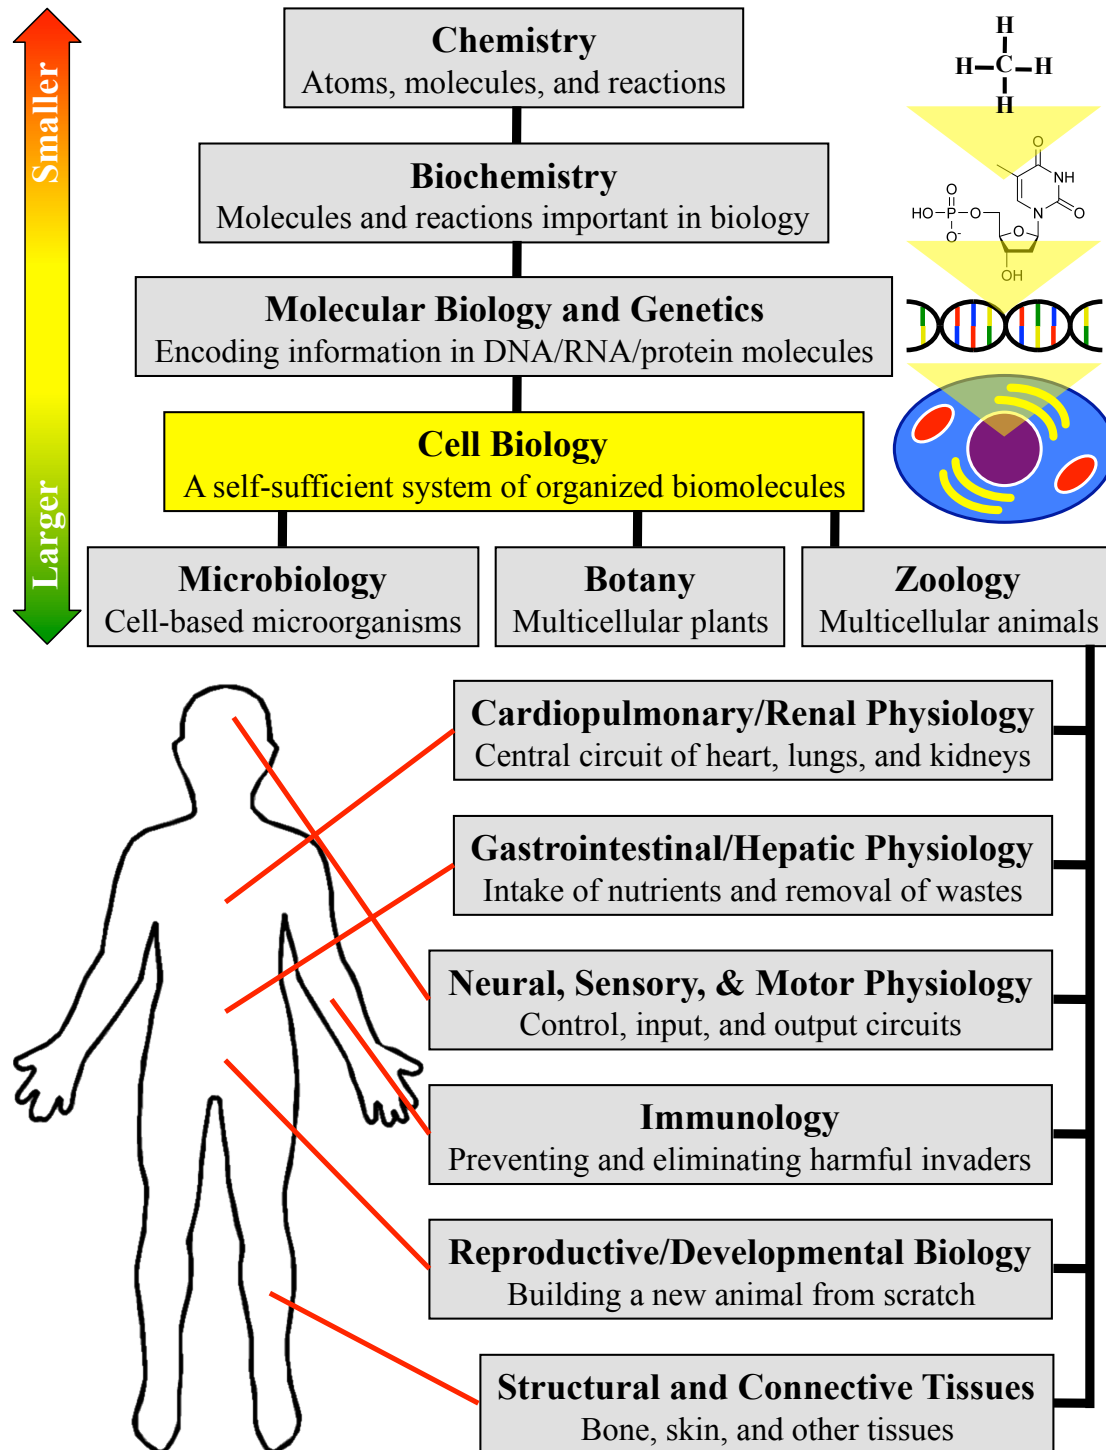 Smaller
Larger
Chemistry
Atoms, molecules, and reactions
Biochemistry
Molecules and reactions important in biology
Molecular Biology and Genetics
Encoding information in DNA/RNA/protein molecules
Cell Biology
A self-sufficient system of organized biomolecules
Microbiology
Cell-based microorganisms
Botany
Multicellular plants
Zoology
Multicellular animals
H
H C H
H
O
NH
O
N
O
HO P O
O-
O
OH
Cardiopulmonary/Renal Physiology
Central circuit of heart, lungs, and kidneys
Gastrointestinal/Hepatic Physiology
Intake of nutrients and removal of wastes
Neural, Sensory, & Motor Physiology
Control, input, and output circuits
Immunology
Preventing and eliminating harmful invaders
Reproductive/Developmental Biology
Building a new animal from scratch
Structural and Connective Tissues
Bone, skin, and other tissues